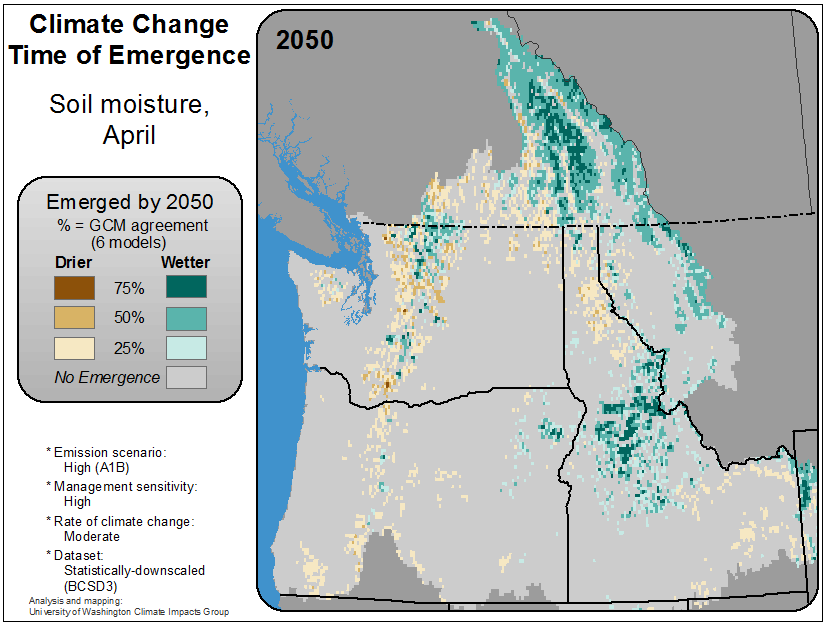 Climate Change
Time of Emergence
Soil moisture,
April
Emerged by 2050
% = GCM agreement
(6 models)
Drier Wetter
75%
50%
25%
No Emergence
* Emission scenario:
High (A1B)
* Management sensitivity:
High
* Rate of climate change:
Moderate
* Dataset:
Statistically-downscaled
(BCSD3)
Analysis and mapping:
University of Washington Climate Impacts Group
2050